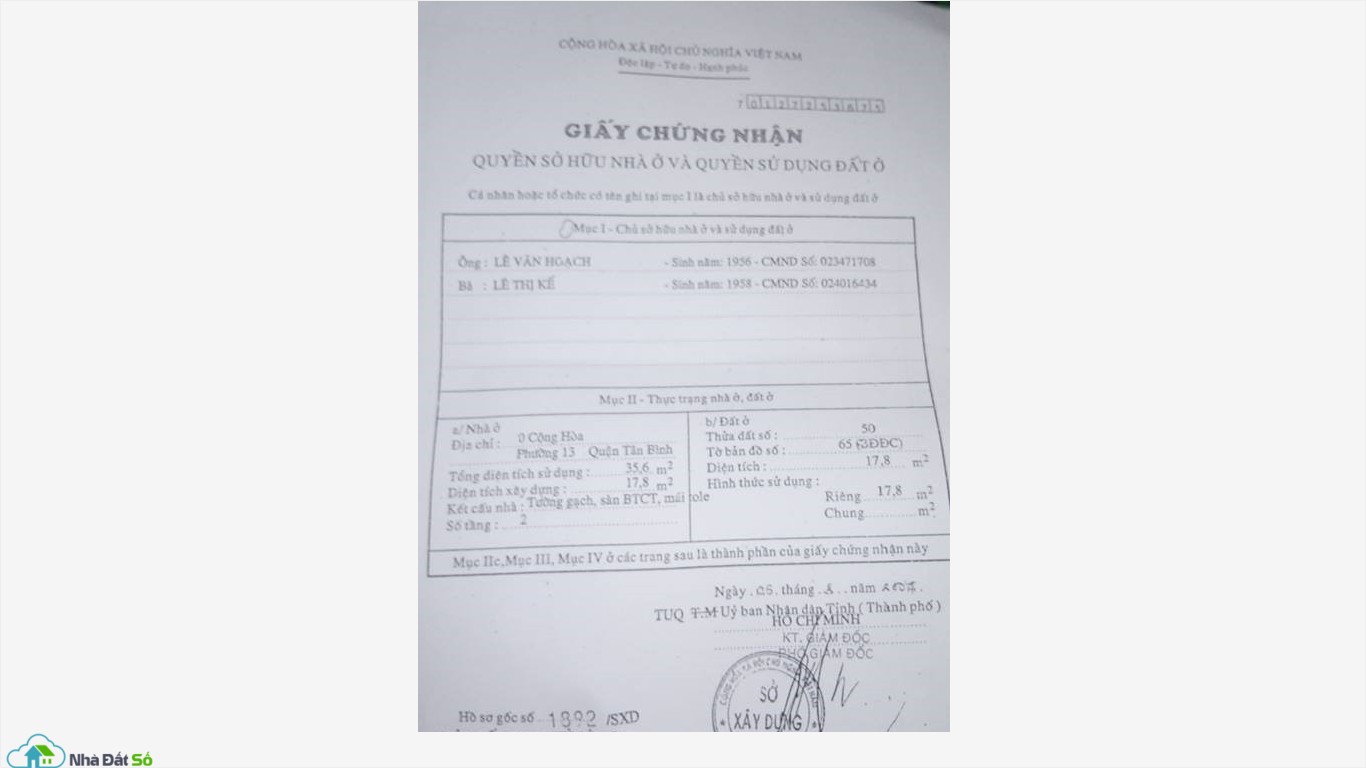 CỘNG HÒA XÃ HỘI CHỦ NGHĨA VIỆT NAM
Độc lập - Tự do - Hạnh phúc
GIẤY CHỨNG NHẬN
QUYỀN SỞ HỮU NHÀ Ở VÀ QUYỀN SỬ DỤNG ĐẤT Ở
Cá nhân hoặc tổ chức có tên ghi tại mục I là chủ sở hữu nhà ở và sử dụng đất ở
Mục I - Chủ sở hữu nhà ở và sử dụng đất ở
Ông : LÊ VĂN HOẠCH - Sinh năm: 1956 - CMND Số: 023471708
Bà : LÊ THỊ KẾ - Sinh năm: 1958 - CMND Số: 024016434
Mục II - Thực trạng nhà ở, đất ở
a/ Nhà ở
Địa chỉ : 0 Cộng Hòa
Phường 13 Quận Tân Bình
Tổng diện tích sử dụng : 35,6 m²
Diện tích xây dựng : 17,8 m²
Kết cấu nhà : Tường gạch, sàn BTCT, mái tole
Số tầng : 2
b/ Đất ở
Thửa đất số : 50
Tờ bản đồ số : 65 (BĐĐC)
Diện tích : 17,8 m²
Hình thức sử dụng :
Riêng 17,8 m²
Chung m²
Mục IIc,Mục III, Mục IV ở các trang sau là thành phần của giấy chứng nhận này
Ngày 05 tháng năm
TUQ T.M Uỷ ban Nhân dân Tỉnh ( Thành phố )
HỒ CHÍ MINH
KT. GIÁM ĐỐC
PHÓ GIÁM ĐỐC
SỞ
XÂY DỰNG
Hồ sơ gốc số 1892 /SXD
Nhà Đất Số